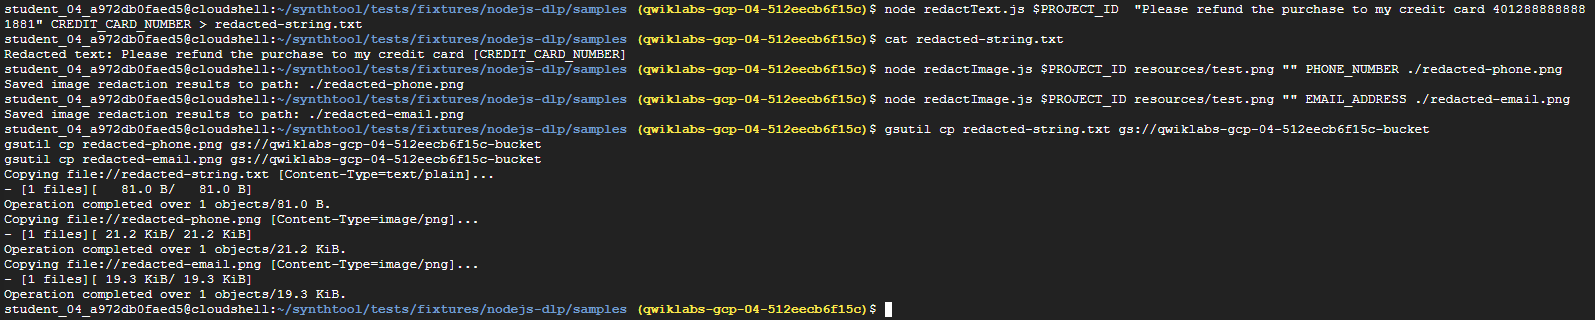 student_04_a972db0faed5@cloudshell:~/synthtool/tests/fixtures/nodejs-dlp/samples (qwiklabs-gcp-04-512eecb6f15c)$ node redactText.js $PROJECT_ID  "Please refund the purchase to my credit card 401288888888
1881" CREDIT_CARD_NUMBER > redacted-string.txt
student_04_a972db0faed5@cloudshell:~/synthtool/tests/fixtures/nodejs-dlp/samples (qwiklabs-gcp-04-512eecb6f15c)$ cat redacted-string.txt
Redacted text: Please refund the purchase to my credit card [CREDIT_CARD_NUMBER]
student_04_a972db0faed5@cloudshell:~/synthtool/tests/fixtures/nodejs-dlp/samples (qwiklabs-gcp-04-512eecb6f15c)$ node redactImage.js $PROJECT_ID resources/test.png "" PHONE_NUMBER ./redacted-phone.png
Saved image redaction results to path: ./redacted-phone.png
student_04_a972db0faed5@cloudshell:~/synthtool/tests/fixtures/nodejs-dlp/samples (qwiklabs-gcp-04-512eecb6f15c)$ node redactImage.js $PROJECT_ID resources/test.png "" EMAIL_ADDRESS ./redacted-email.png
Saved image redaction results to path: ./redacted-email.png
student_04_a972db0faed5@cloudshell:~/synthtool/tests/fixtures/nodejs-dlp/samples (qwiklabs-gcp-04-512eecb6f15c)$ gsutil cp redacted-string.txt gs://qwiklabs-gcp-04-512eecb6f15c-bucket
gsutil cp redacted-phone.png gs://qwiklabs-gcp-04-512eecb6f15c-bucket
gsutil cp redacted-email.png gs://qwiklabs-gcp-04-512eecb6f15c-bucket
Copying file://redacted-string.txt [Content-Type=text/plain]...
- [1 files][   81.0 B/   81.0 B]
Operation completed over 1 objects/81.0 B.
Copying file://redacted-phone.png [Content-Type=image/png]...
- [1 files][ 21.2 KiB/ 21.2 KiB]
Operation completed over 1 objects/21.2 KiB.
Copying file://redacted-email.png [Content-Type=image/png]...
- [1 files][ 19.3 KiB/ 19.3 KiB]
Operation completed over 1 objects/19.3 KiB.
student_04_a972db0faed5@cloudshell:~/synthtool/tests/fixtures/nodejs-dlp/samples (qwiklabs-gcp-04-512eecb6f15c)$